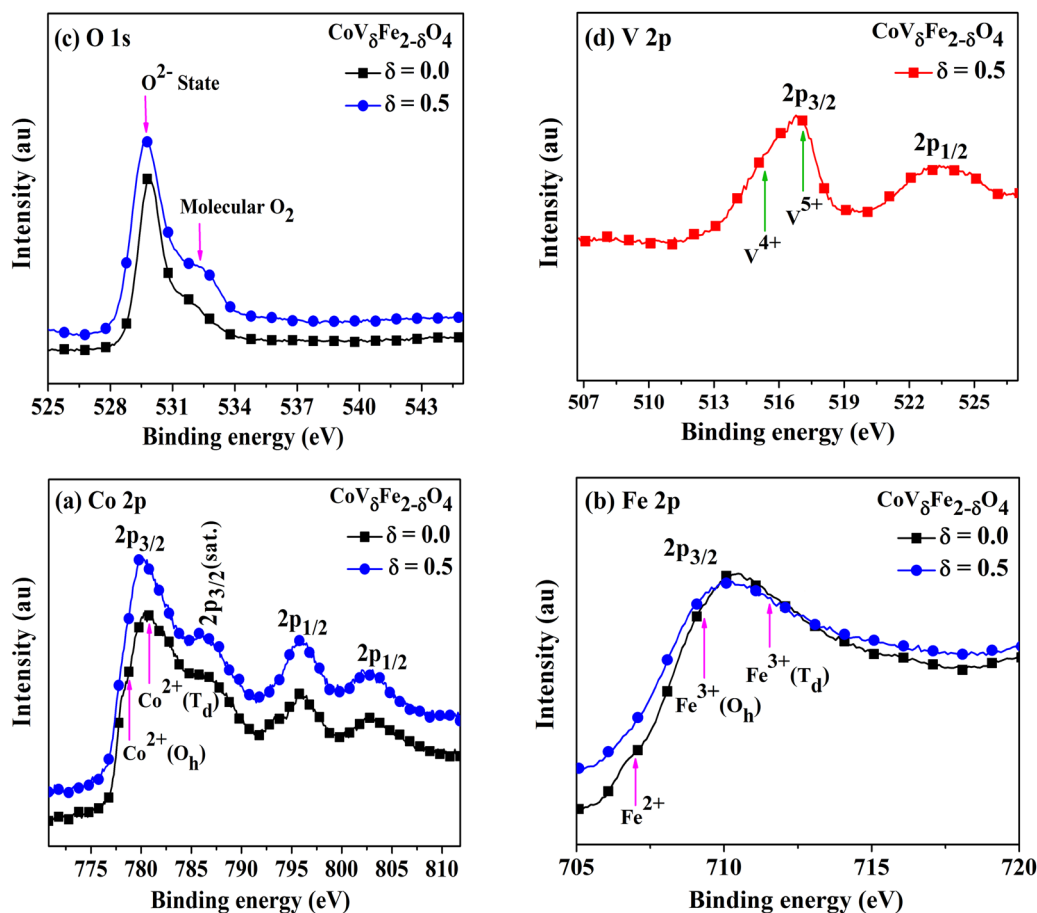 (c) O 1s
CoVδFe2-δO4
δ = 0.0
δ = 0.5
O2- State
Molecular O2
Intensity (au)
525 528 531 534 537 540 543
Binding energy (eV)
(d) V 2p
CoVδFe2-δO4
δ = 0.5
2p3/2
2p1/2
V5+
V4+
Intensity (au)
507 510 513 516 519 522 525
Binding energy (eV)
(a) Co 2p
CoVδFe2-δO4
δ = 0.0
δ = 0.5
2p3/2
2p3/2(sat.)
2p1/2
2p1/2
Co2+(Td)
Co2+(Oh)
Intensity (au)
775 780 785 790 795 800 805 810
Binding energy (eV)
(b) Fe 2p
CoVδFe2-δO4
δ = 0.0
δ = 0.5
2p3/2
Fe3+(Td)
Fe3+(Oh)
Fe2+
Intensity (au)
705 710 715 720
Binding energy (eV)